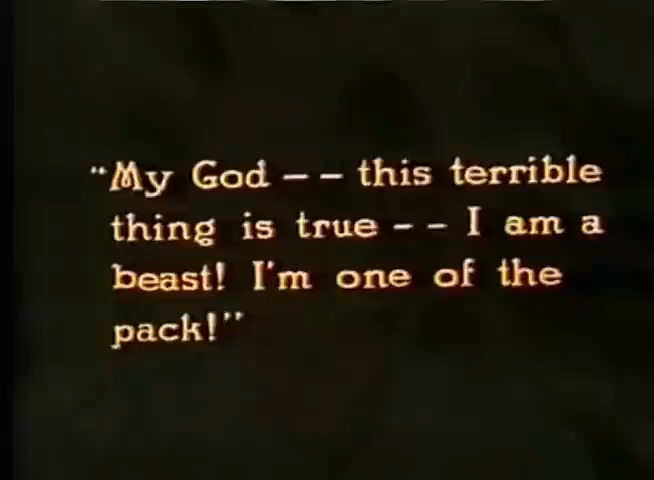 "My God -- this terrible
thing is true -- I am a
beast! I'm one of the
pack!"